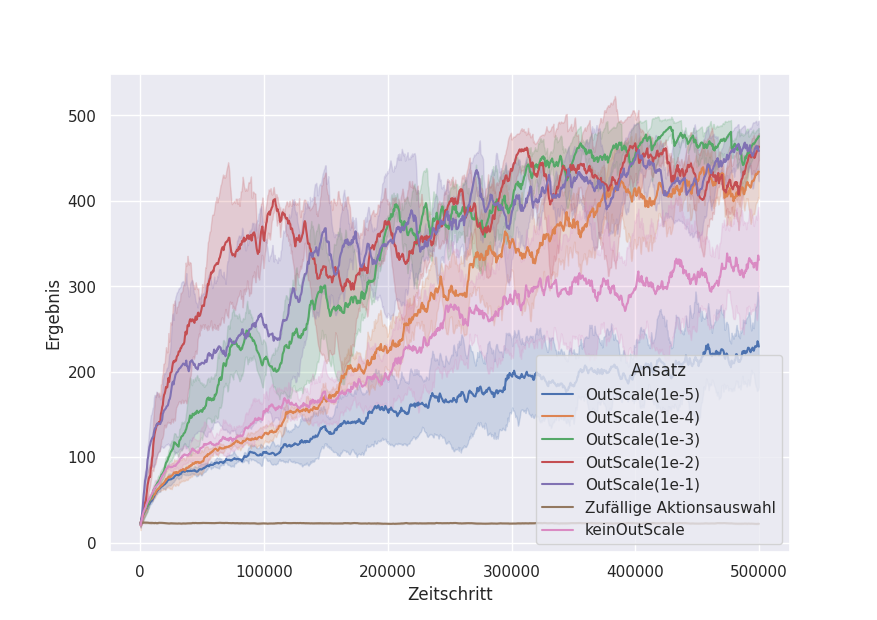 500
400
300
200
100
0
Ergebnis
0 100000 200000 300000 400000 500000
Zeitschritt
Ansatz
OutScale(1e-5)
OutScale(1e-4)
OutScale(1e-3)
OutScale(1e-2)
OutScale(1e-1)
Zufällige Aktionsauswahl
keinOutScale